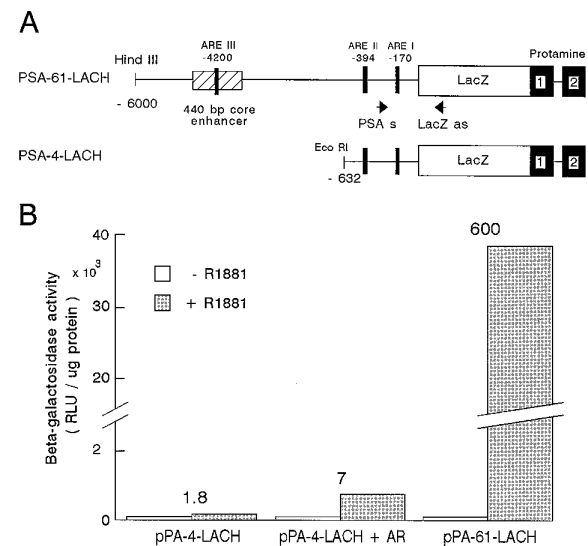 A
Hind III
ARE III
-4200
ARE II
-394
ARE I
-170
Protamine
PSA-61-LACH
LacZ
1
2
- 6000
440 bp core
enhancer
PSA s
LacZ as
PSA-4-LACH
Eco RI
- 632
LacZ
1
2
B
Beta-galactosidase activity
( RLU / ug protein )
x 10³
40
30
20
2
0
- R1881
+ R1881
1.8
7
600
pPA-4-LACH
pPA-4-LACH + AR
pPA-61-LACH